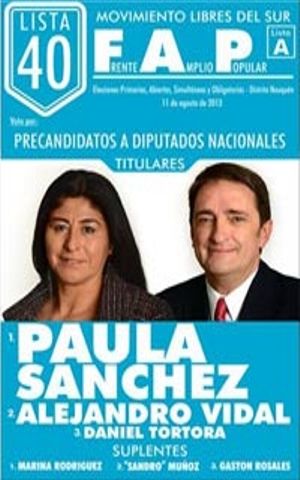 LISTA
40
MOVIMIENTO LIBRES DEL SUR
FRENTE AMPLIO POPULAR
Lista
A
Elecciones Primarias, Abiertas, Simultáneas y Obligatorias - Distrito Neuquén
11 de agosto de 2013
Voto por:
PRECANDIDATOS A DIPUTADOS NACIONALES
TITULARES
1. PAULA
SANCHEZ
2. ALEJANDRO VIDAL
3. DANIEL TORTORA
SUPLENTES
1. MARINA RODRIGUEZ 2. "SANDRO" MUÑOZ 3. GASTON ROSALES